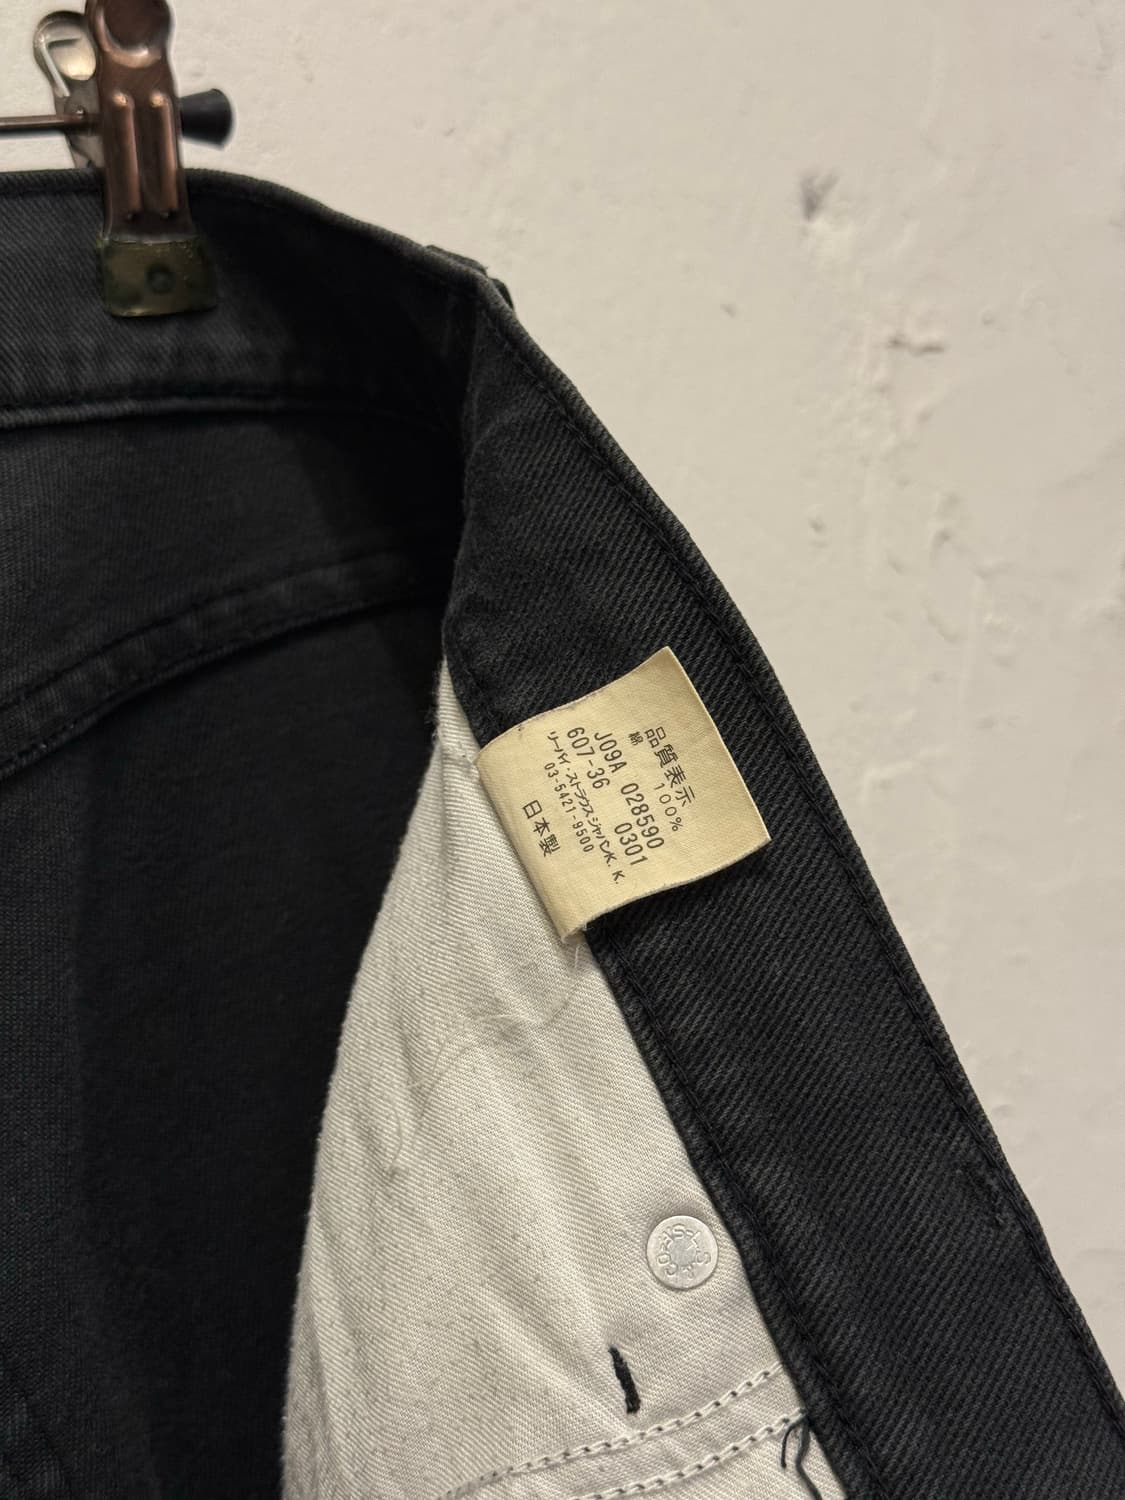 品質表示
綿 100%
J09A 028590
607-36 0301
リーバイ・ストラウス ジャパンK.K.
03-5421-9500
日本製